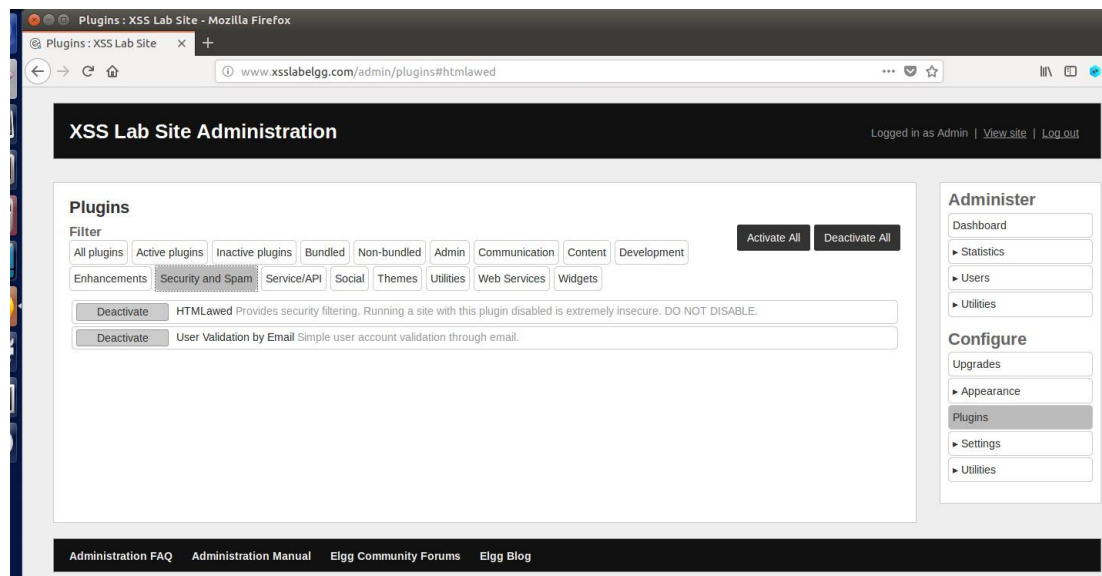 Plugins : XSS Lab Site - Mozilla Firefox
Plugins : XSS Lab Site
www.xsslabelgg.com/admin/plugins#htmlawed
XSS Lab Site Administration
Logged in as Admin | View site | Log out
Plugins
Filter
Activate All Deactivate All
All plugins Active plugins Inactive plugins Bundled Non-bundled Admin Communication Content Development
Enhancements Security and Spam Service/API Social Themes Utilities Web Services Widgets
Deactivate HTMLawed Provides security filtering. Running a site with this plugin disabled is extremely insecure. DO NOT DISABLE.
Deactivate User Validation by Email Simple user account validation through email.
Administer
Dashboard
▸ Statistics
▸ Users
▸ Utilities
Configure
Upgrades
▸ Appearance
Plugins
▸ Settings
▸ Utilities
Administration FAQ Administration Manual Elgg Community Forums Elgg Blog